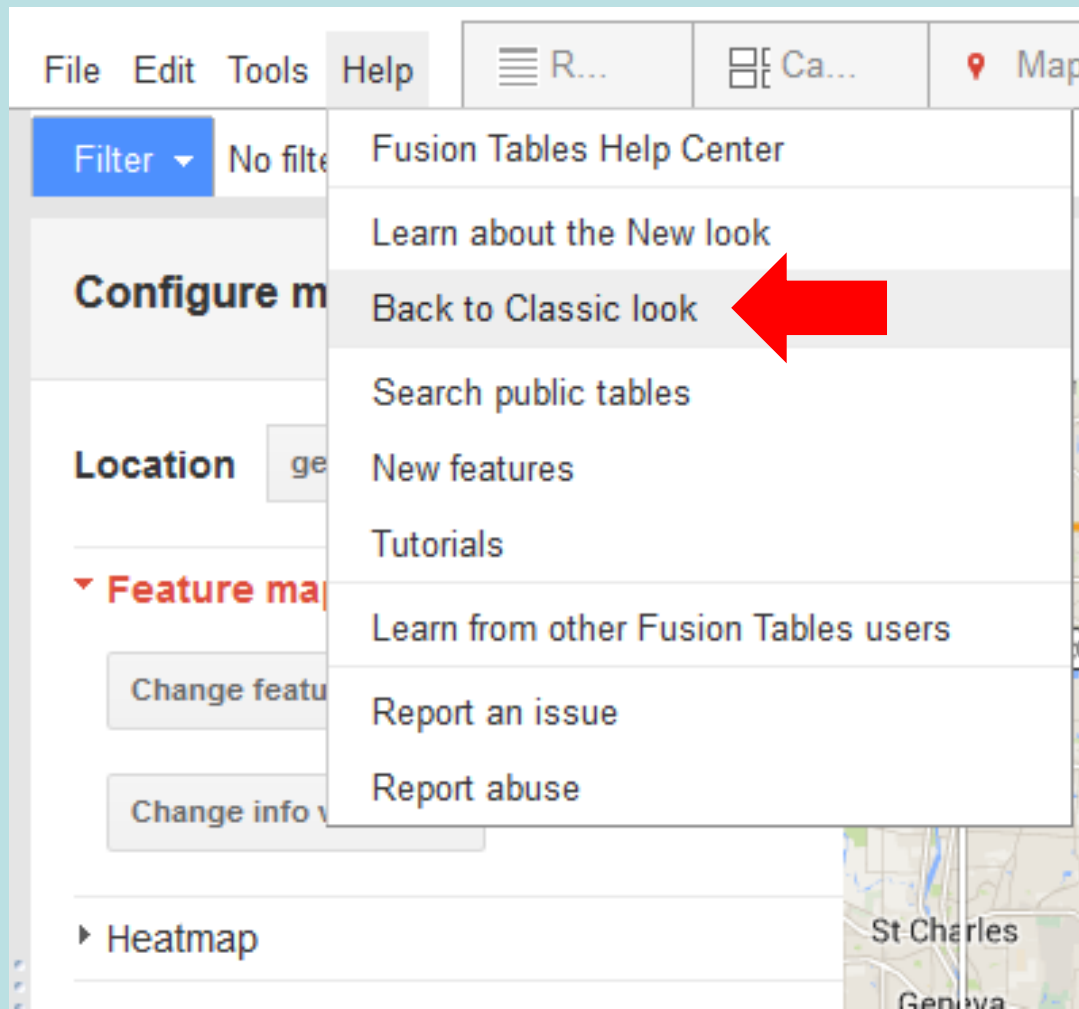 File Edit Tools Help R... Ca... Map
Filter No filte
Fusion Tables Help Center
Learn about the New look
Back to Classic look
Search public tables
New features
Tutorials
Learn from other Fusion Tables users
Report an issue
Report abuse
Configure m
Location ge
Feature map
Change featu
Change info v
Heatmap
St Charles
Geneva